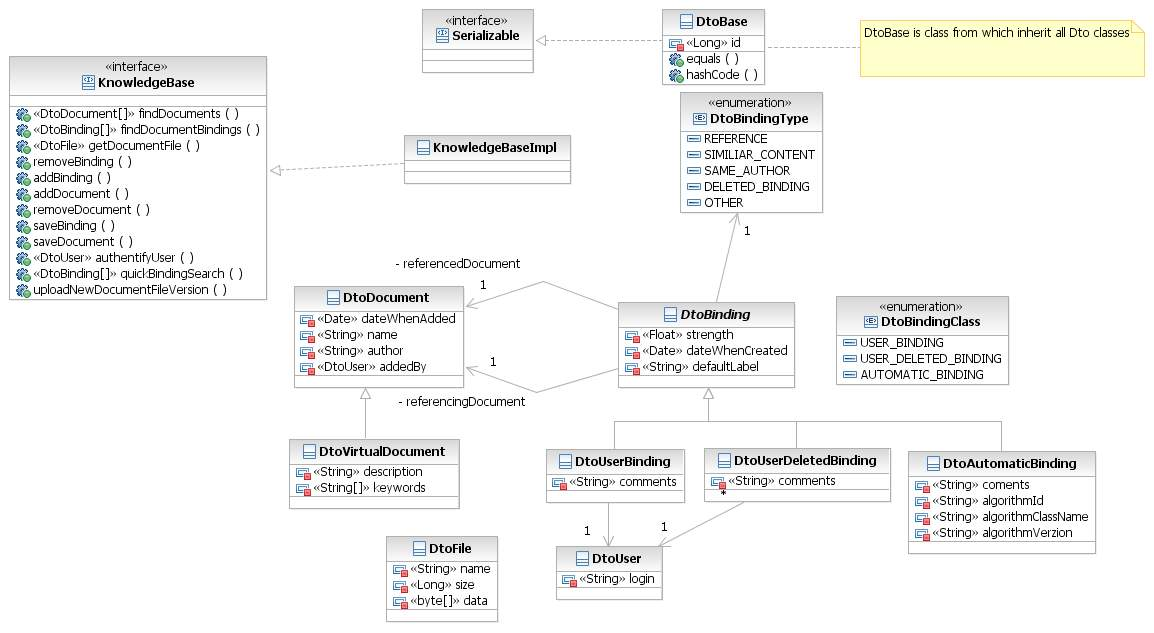 «interface»
Serializable
DtoBase
«Long» id
equals ( )
hashCode ( )
DtoBase is class from which inherit all Dto classes
«interface»
KnowledgeBase
«DtoDocument[]» findDocuments ( )
«DtoBinding[]» findDocumentBindings ( )
«DtoFile» getDocumentFile ( )
removeBinding ( )
addBinding ( )
addDocument ( )
removeDocument ( )
saveBinding ( )
saveDocument ( )
«DtoUser» authentifyUser ( )
«DtoBinding[]» quickBindingSearch ( )
uploadNewDocumentFileVersion ( )
KnowledgeBaseImpl
«enumeration»
DtoBindingType
REFERENCE
SIMILIAR_CONTENT
SAME_AUTHOR
DELETED_BINDING
OTHER
1
- referencedDocument
1
DtoDocument
«Date» dateWhenAdded
«String» name
«String» author
«DtoUser» addedBy
1
- referencingDocument
DtoBinding
«Float» strength
«Date» dateWhenCreated
«String» defaultLabel
«enumeration»
DtoBindingClass
USER_BINDING
USER_DELETED_BINDING
AUTOMATIC_BINDING
DtoVirtualDocument
«String» description
«String[]» keywords
DtoUserBinding
«String» comments
DtoUserDeletedBinding
«String» comments
*
DtoAutomaticBinding
«String» coments
«String» algorithmId
«String» algorithmClassName
«String» algorithmVerzion
1
1
DtoFile
«String» name
«Long» size
«byte[]» data
DtoUser
«String» login